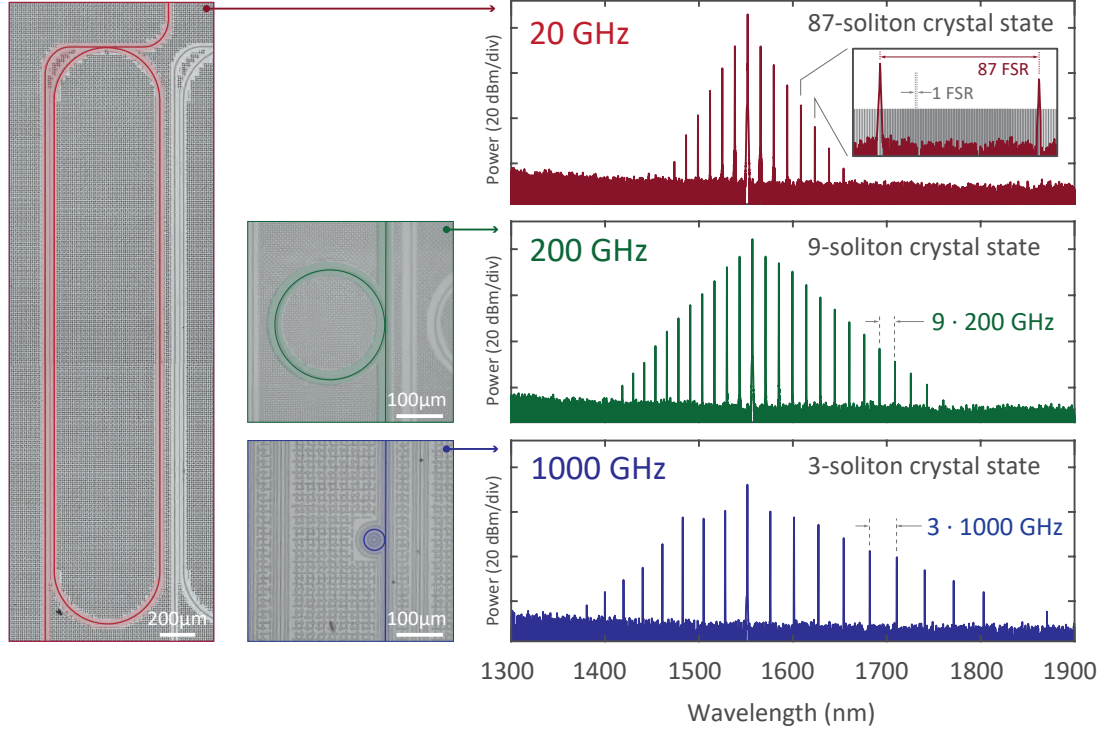 20 GHz
87-soliton crystal state
87 FSR
1 FSR
Power (20 dBm/div)
200µm
200 GHz
9-soliton crystal state
9 · 200 GHz
Power (20 dBm/div)
100µm
1000 GHz
3-soliton crystal state
3 · 1000 GHz
Power (20 dBm/div)
100µm
1300 1400 1500 1600 1700 1800 1900
Wavelength (nm)